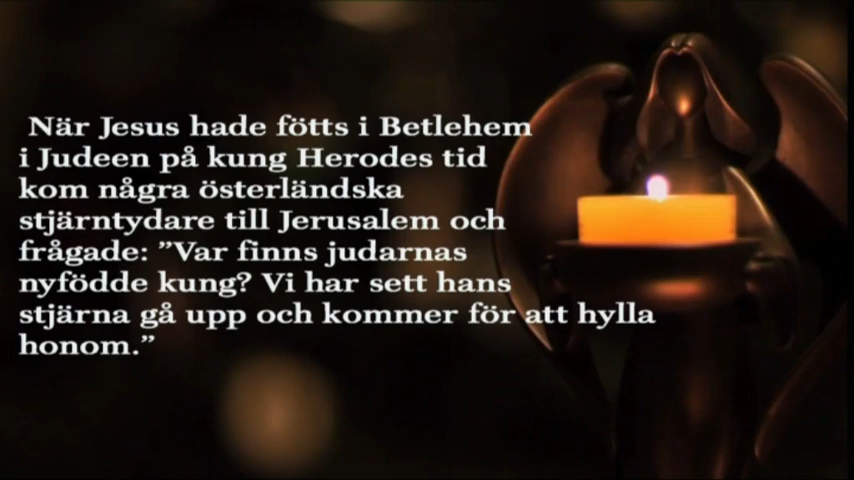 När Jesus hade fötts i Betlehem
i Judeen på kung Herodes tid
kom några österländska
stjärntydare till Jerusalem och
frågade: ”Var finns judarnas
nyfödde kung? Vi har sett hans
stjärna gå upp och kommer för att hylla
honom.”